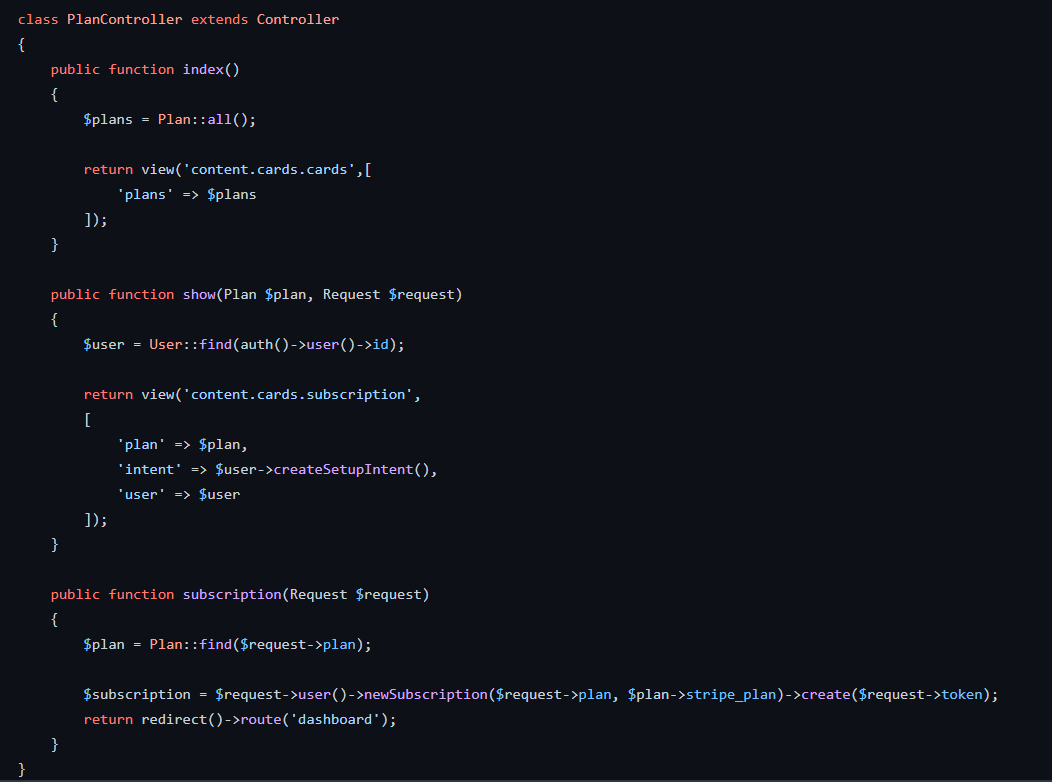 class PlanController extends Controller
{
    public function index()
    {
        $plans = Plan::all();

        return view('content.cards.cards',[
            'plans' => $plans
        ]);
    }

    public function show(Plan $plan, Request $request)
    {
        $user = User::find(auth()->user()->id);

        return view('content.cards.subscription',
        [
            'plan' => $plan,
            'intent' => $user->createSetupIntent(),
            'user' => $user
        ]);
    }

    public function subscription(Request $request)
    {
        $plan = Plan::find($request->plan);

        $subscription = $request->user()->newSubscription($request->plan, $plan->stripe_plan)->create($request->token);
        return redirect()->route('dashboard');
    }
}